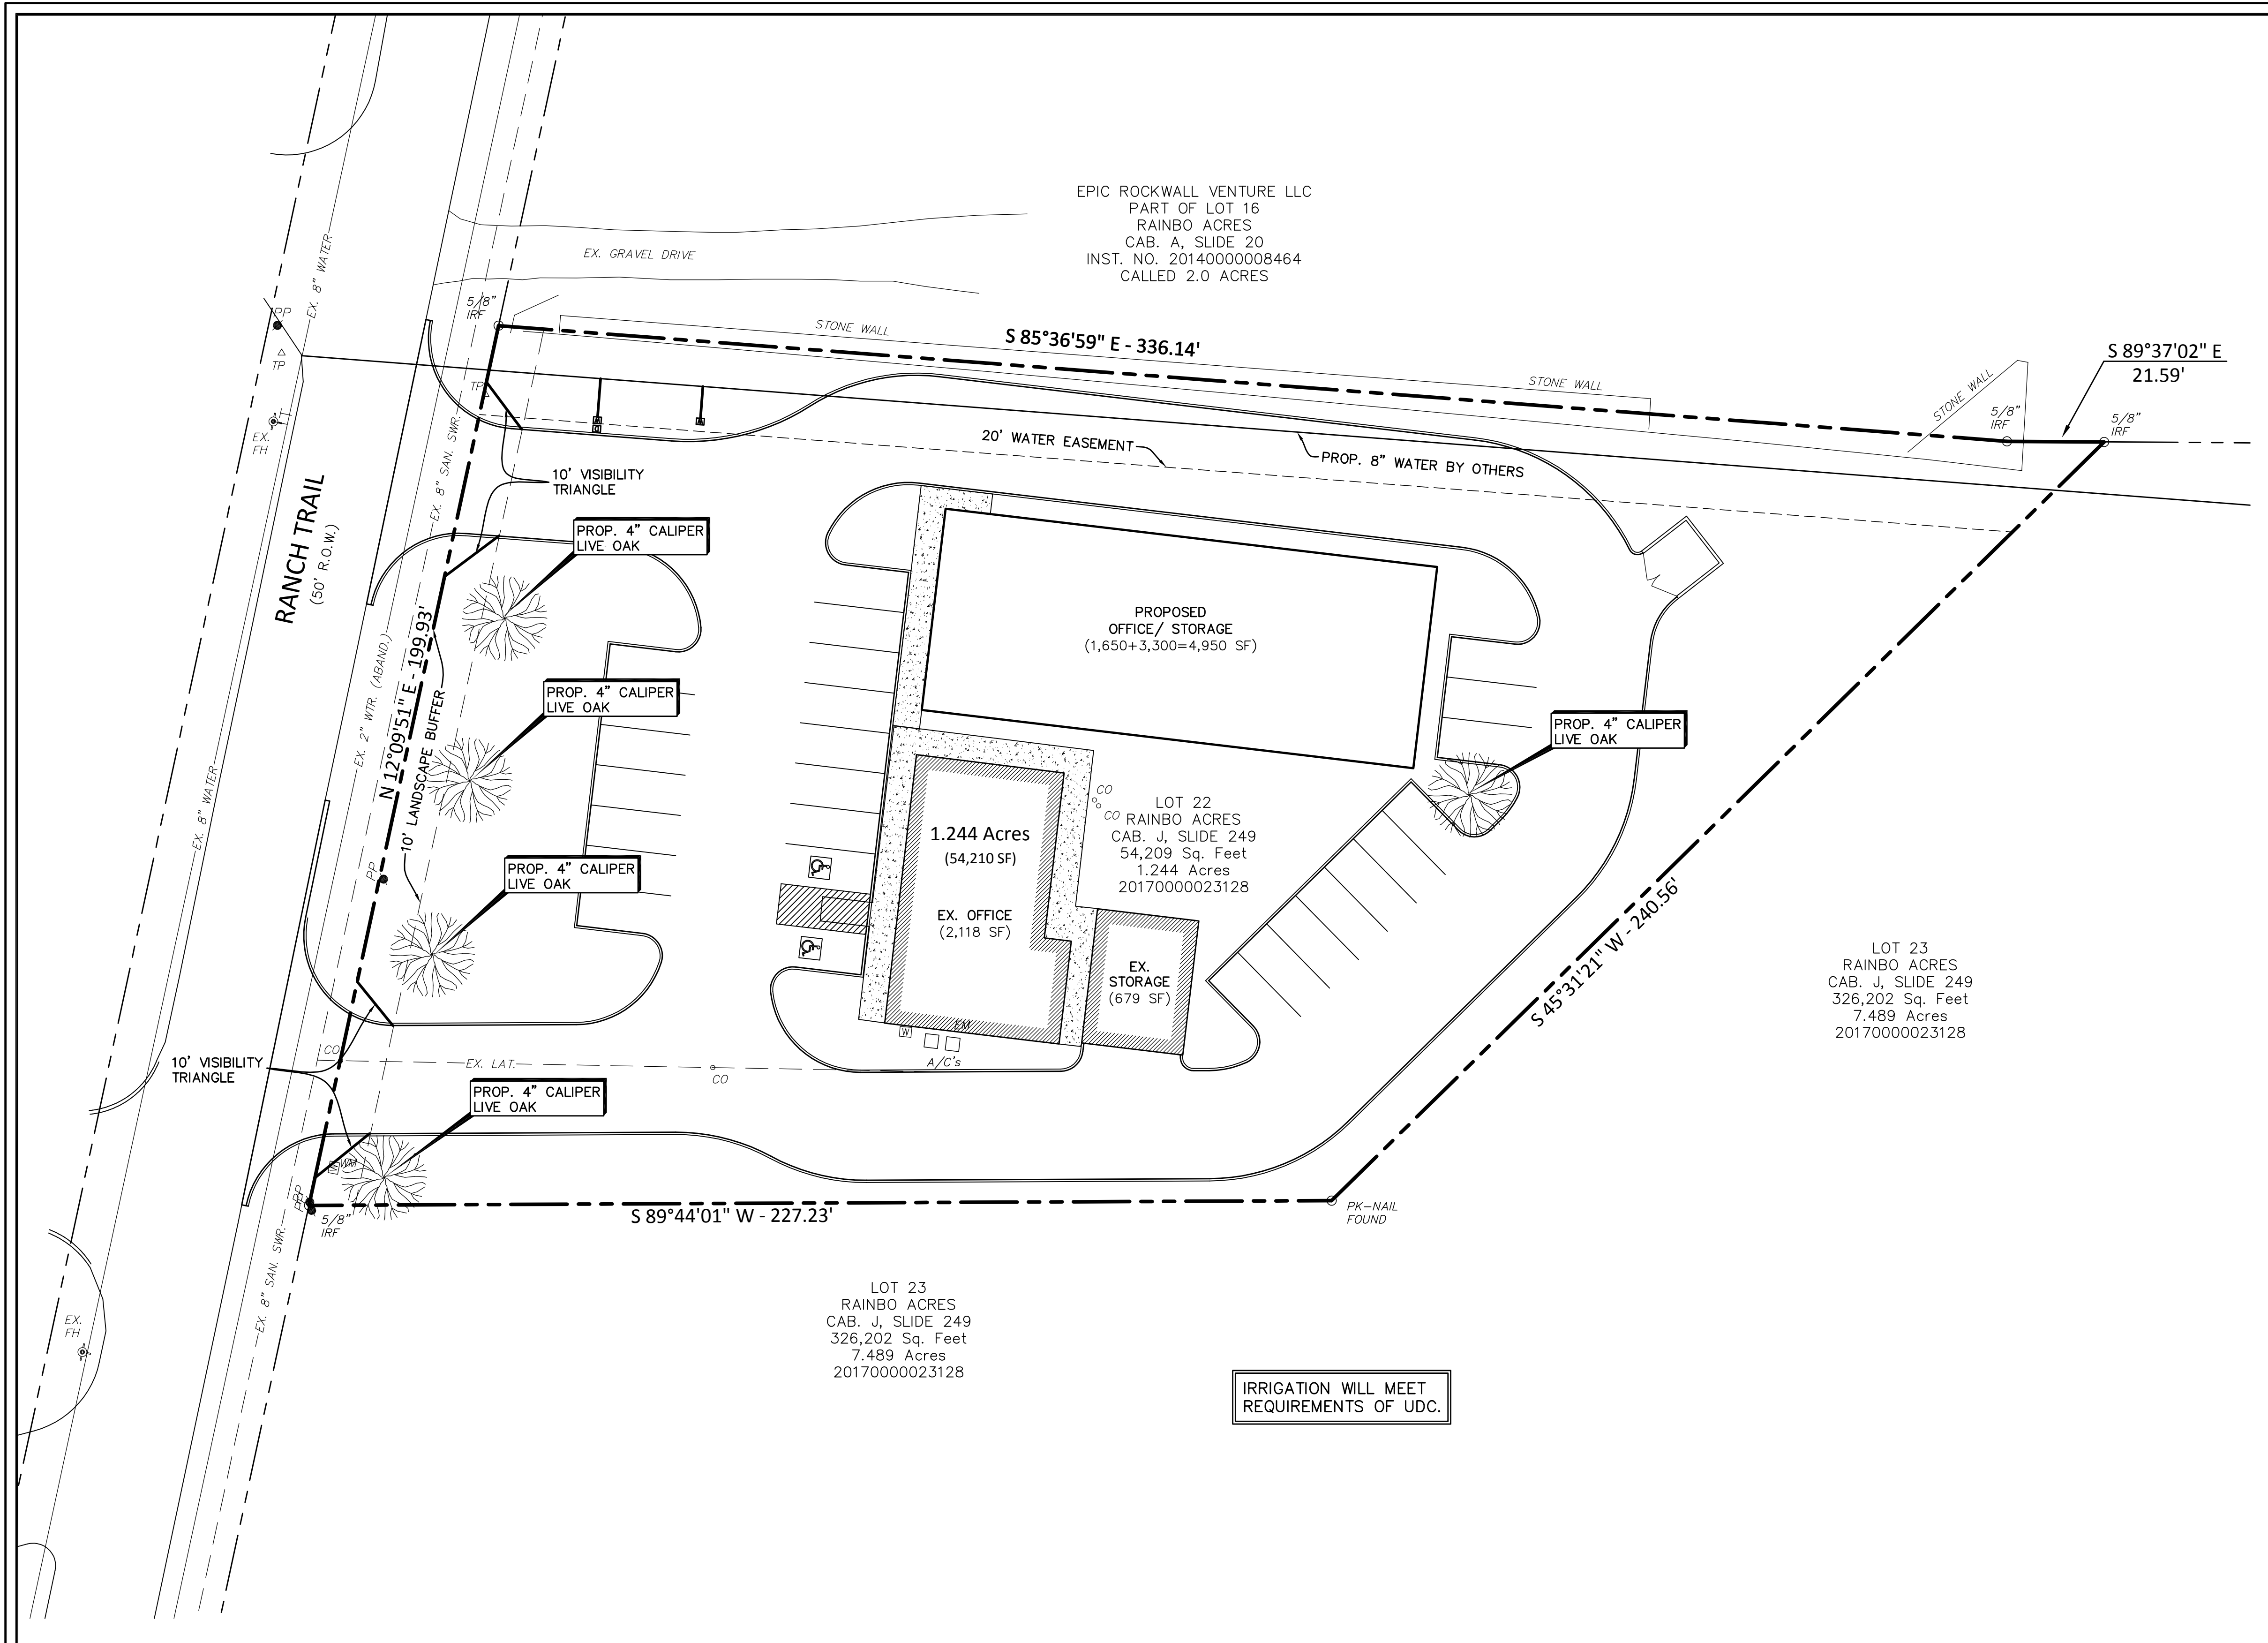 EPIC ROCKWALL VENTURE LLC
PART OF LOT 16
RAINBO ACRES
CAB. A, SLIDE 20
INST. NO. 20140000008464
CALLED 2.0 ACRES
EX. GRAVEL DRIVE
EX. 8" WATER
5/8"
IRF
PP
TP
EX.
FH
STONE WALL
S 85°36'59" E - 336.14'
STONE WALL
STONE WALL
S 89°37'02" E
21.59'
5/8"
IRF
5/8"
IRF
TP
EX. 8" SAN. SWR.
20' WATER EASEMENT
PROP. 8" WATER BY OTHERS
10' VISIBILITY
TRIANGLE
RANCH TRAIL
(50' R.O.W.)
PROP. 4" CALIPER
LIVE OAK
PROPOSED
OFFICE/ STORAGE
(1,650+3,300=4,950 SF)
EX. 2" WTR. (ABAND.)
N 12°09'51" E - 199.93'
10' LANDSCAPE BUFFER
PROP. 4" CALIPER
LIVE OAK
PROP. 4" CALIPER
LIVE OAK
EX. 8" WATER
CO
CO
LOT 22
RAINBO ACRES
CAB. J, SLIDE 249
54,209 Sq. Feet
1.244 Acres
20170000023128
1.244 Acres
(54,210 SF)
PP
PROP. 4" CALIPER
LIVE OAK
EX. OFFICE
(2,118 SF)
EX.
STORAGE
(679 SF)
S 45°31'21" W - 240.56'
LOT 23
RAINBO ACRES
CAB. J, SLIDE 249
326,202 Sq. Feet
7.489 Acres
20170000023128
W
EM
A/C's
CO
EX. LAT.
CO
10' VISIBILITY
TRIANGLE
PROP. 4" CALIPER
LIVE OAK
W
WM
PP
5/8"
IRF
S 89°44'01" W - 227.23'
PK-NAIL
FOUND
EX. 8" SAN. SWR.
LOT 23
RAINBO ACRES
CAB. J, SLIDE 249
326,202 Sq. Feet
7.489 Acres
20170000023128
EX.
FH
IRRIGATION WILL MEET
REQUIREMENTS OF UDC.